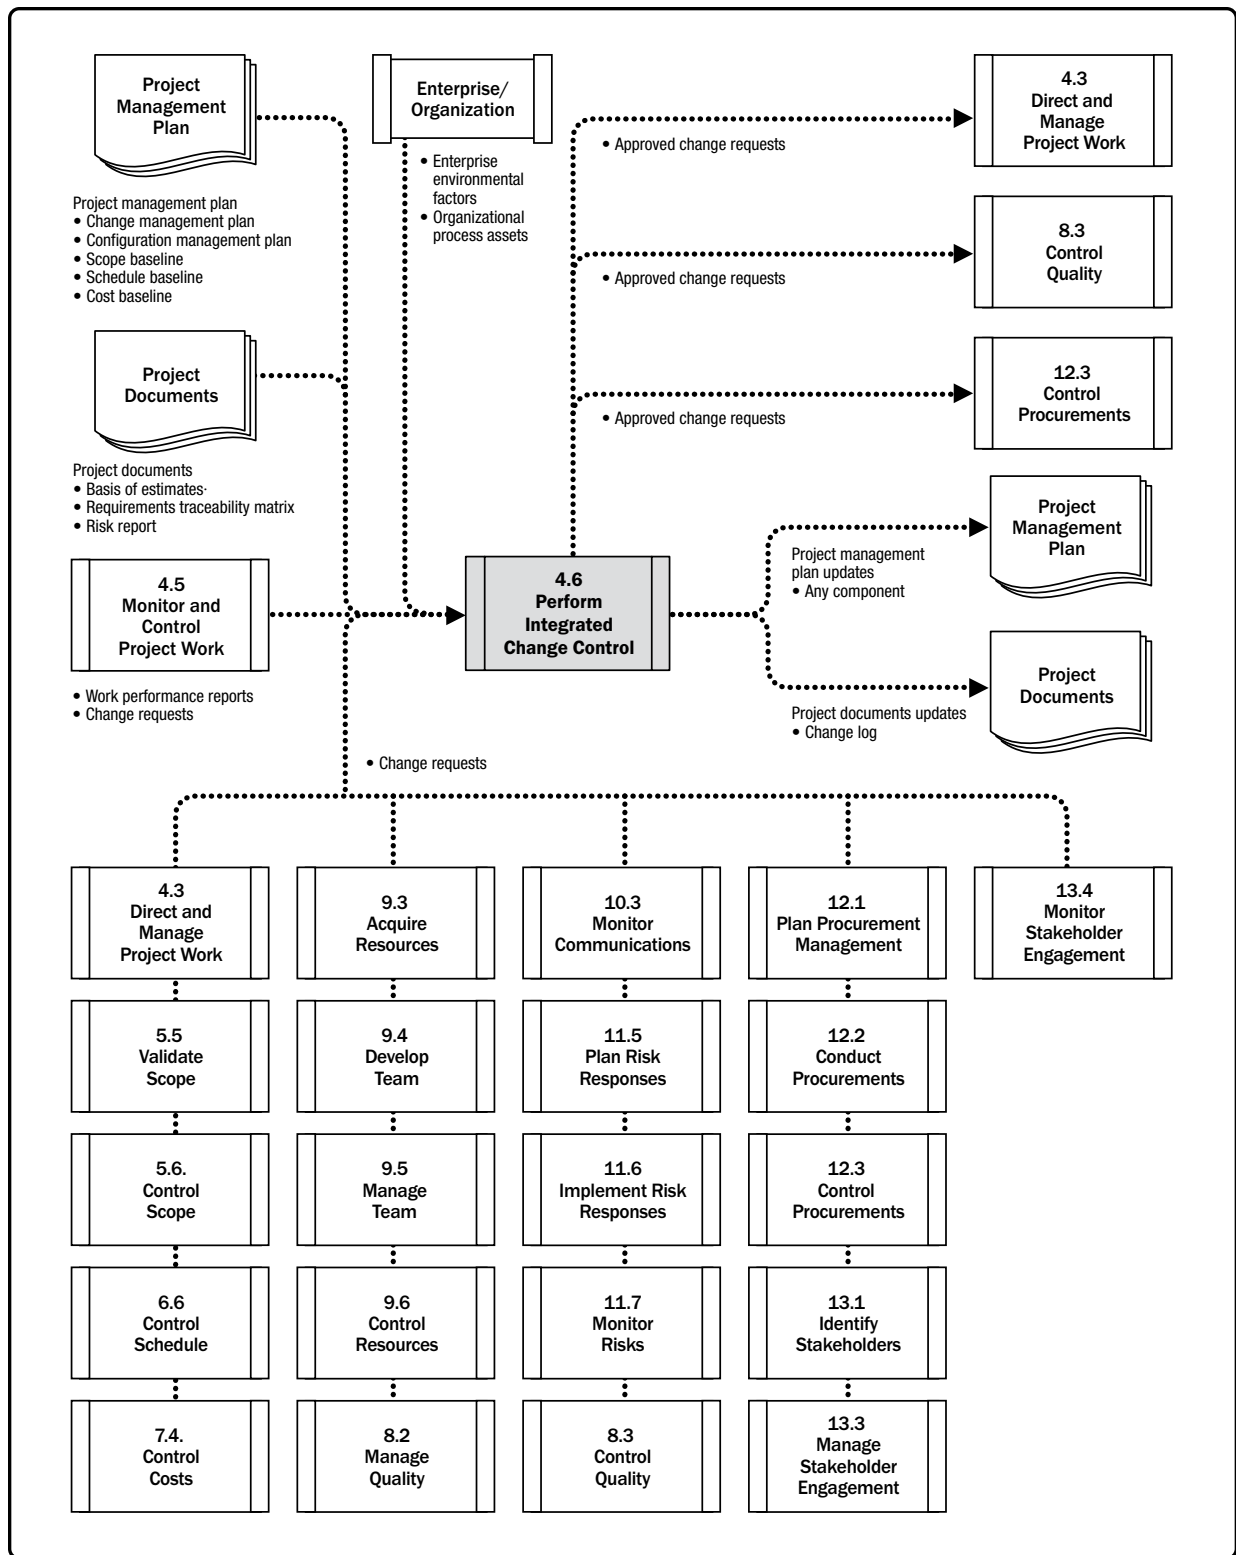 Project
Management
Plan
Enterprise/
Organization
4.3
Direct and
Manage
Project Work
• Approved change requests
• Enterprise
environmental
factors
• Organizational
process assets
Project management plan
• Change management plan
• Configuration management plan
• Scope baseline
• Schedule baseline
• Cost baseline
8.3
Control
Quality
• Approved change requests
Project
Documents
12.3
Control
Procurements
• Approved change requests
Project documents
• Basis of estimates·
• Requirements traceability matrix
• Risk report
Project
Management
Plan
4.5
Monitor and
Control
Project Work
4.6
Perform
Integrated
Change Control
Project management
plan updates
• Any component
Project
Documents
• Work performance reports
• Change requests
Project documents updates
• Change log
• Change requests
4.3
Direct and
Manage
Project Work
9.3
Acquire
Resources
10.3
Monitor
Communications
12.1
Plan Procurement
Management
13.4
Monitor
Stakeholder
Engagement
5.5
Validate
Scope
9.4
Develop
Team
11.5
Plan Risk
Responses
12.2
Conduct
Procurements
5.6.
Control
Scope
9.5
Manage
Team
11.6
Implement Risk
Responses
12.3
Control
Procurements
6.6
Control
Schedule
9.6
Control
Resources
11.7
Monitor
Risks
13.1
Identify
Stakeholders
7.4.
Control
Costs
8.2
Manage
Quality
8.3
Control
Quality
13.3
Manage
Stakeholder
Engagement